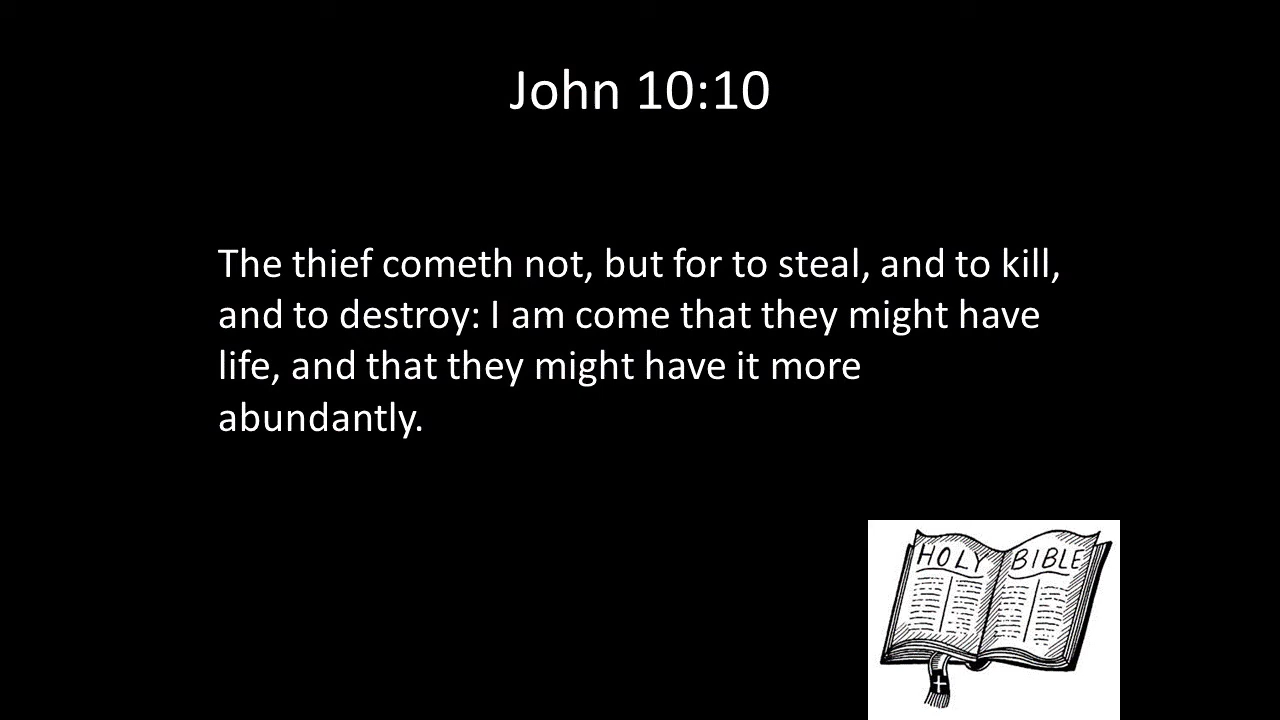 John 10:10
The thief cometh not, but for to steal, and to kill,
and to destroy: I am come that they might have
life, and that they might have it more
abundantly.
HOLY BIBLE